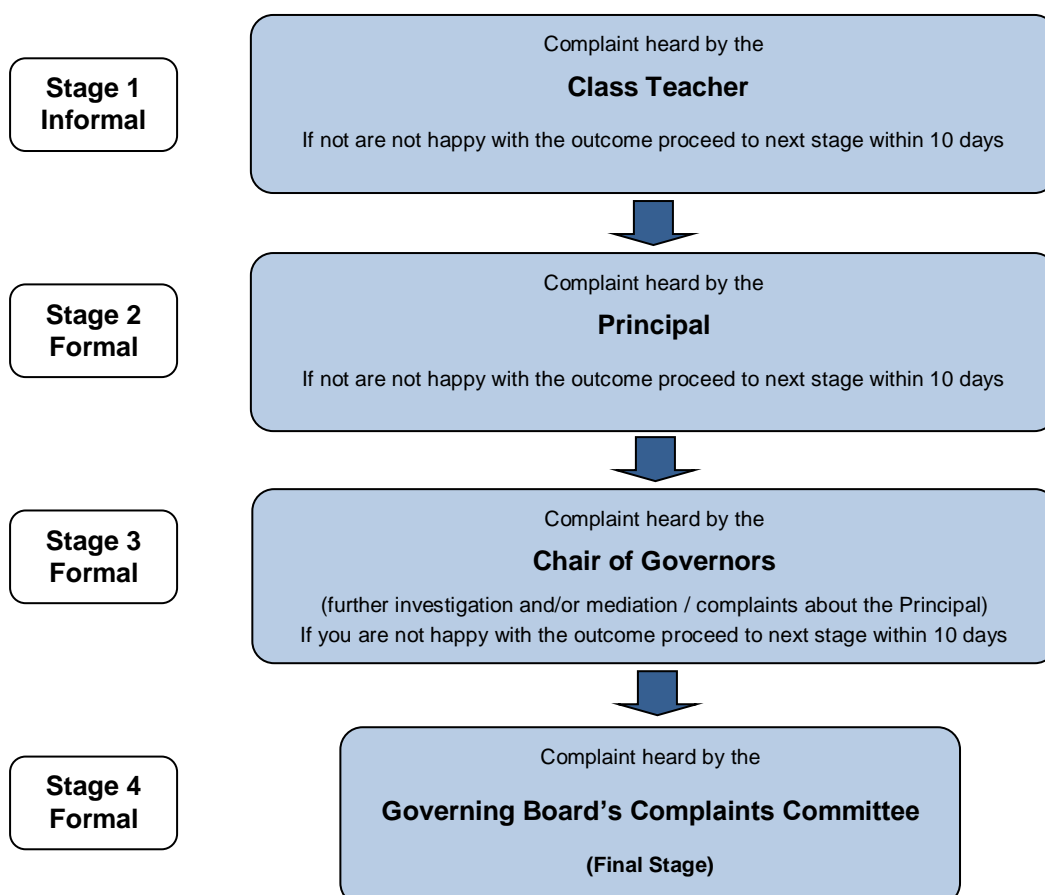 Stage 1
Informal
Complaint heard by the
Class Teacher
If not are not happy with the outcome proceed to next stage within 10 days
Stage 2
Formal
Complaint heard by the
Principal
If not are not happy with the outcome proceed to next stage within 10 days
Stage 3
Formal
Complaint heard by the
Chair of Governors
(further investigation and/or mediation / complaints about the Principal)
If you are not happy with the outcome proceed to next stage within 10 days
Stage 4
Formal
Complaint heard by the
Governing Board’s Complaints Committee
(Final Stage)